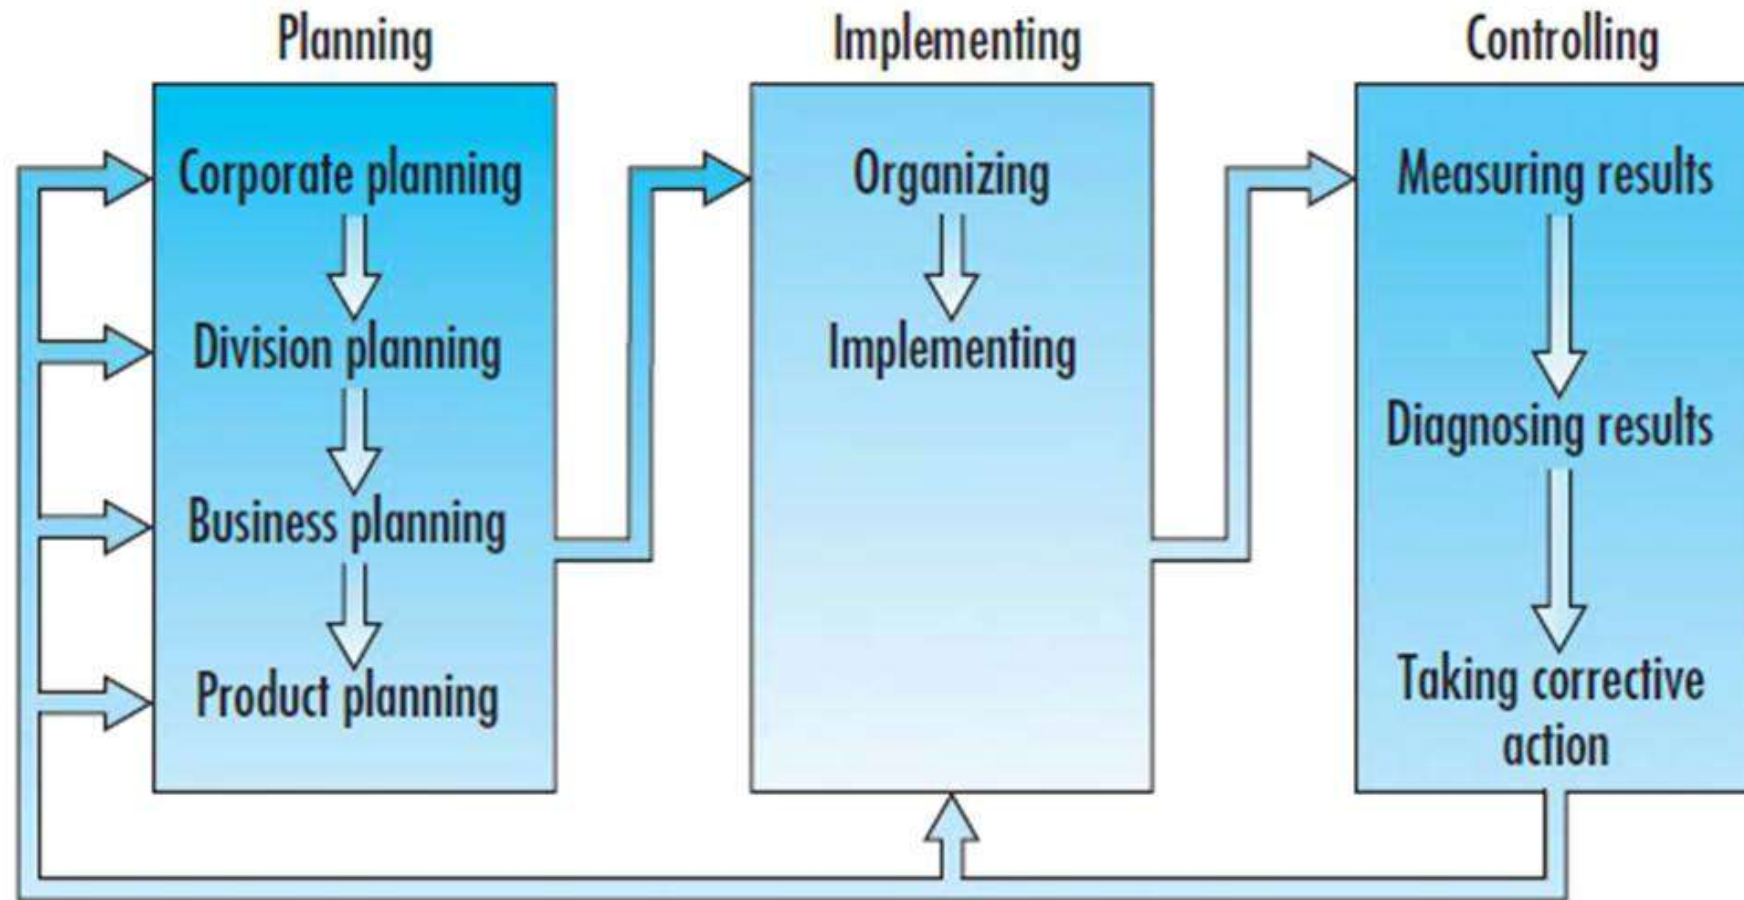 Planning
Corporate planning
Division planning
Business planning
Product planning
Implementing
Organizing
Implementing
Controlling
Measuring results
Diagnosing results
Taking corrective
action